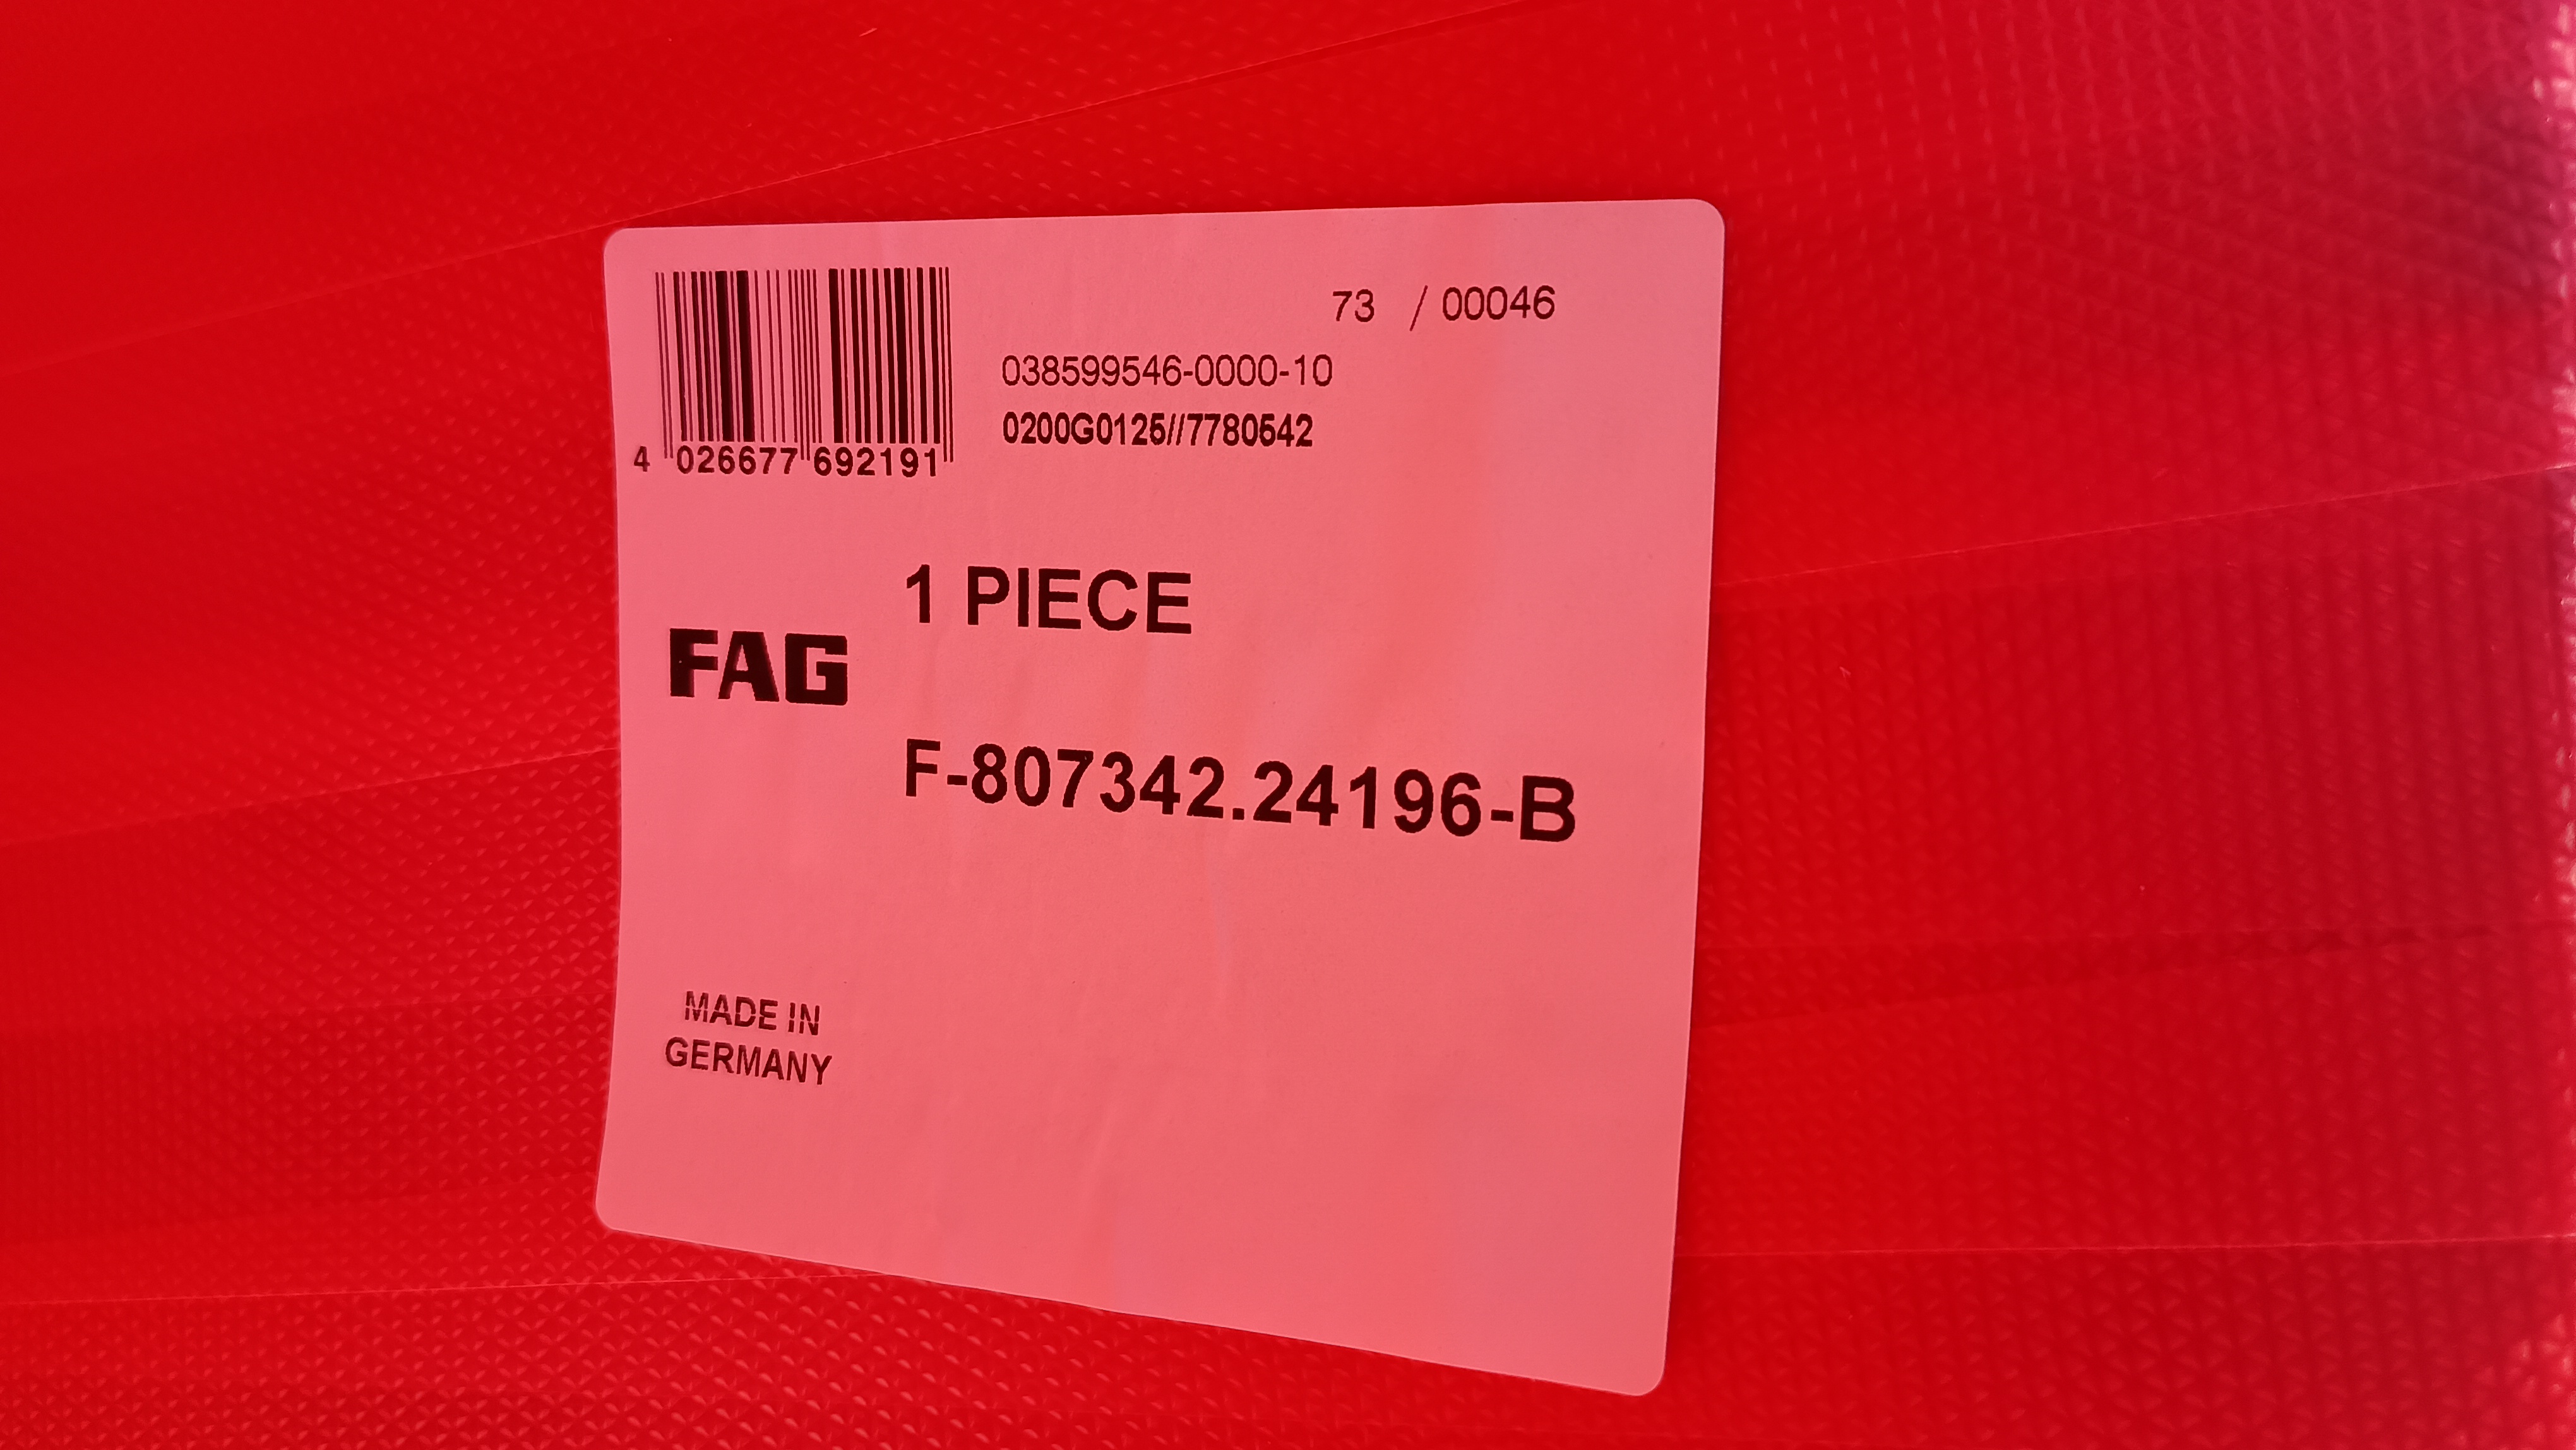 73 / 00046
038599546-0000-10
0200G0125//7780542
4 026677 692191
1 PIECE
FAG
F-807342.24196-B
MADE IN
GERMANY